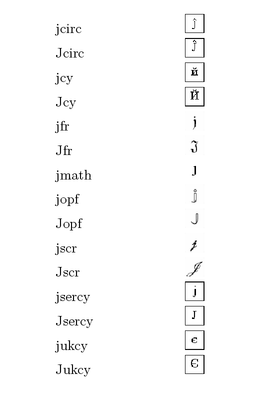 jcirc ĵ
Jcirc Ĵ
jcy й
Jcy Й
jfr 𝔧
Jfr 𝔍
jmath ȷ
jopf 𝕛
Jopf 𝕁
jscr 𝒿
Jscr 𝒥
jsercy ј
Jsercy Ј
jukcy є
Jukcy Є